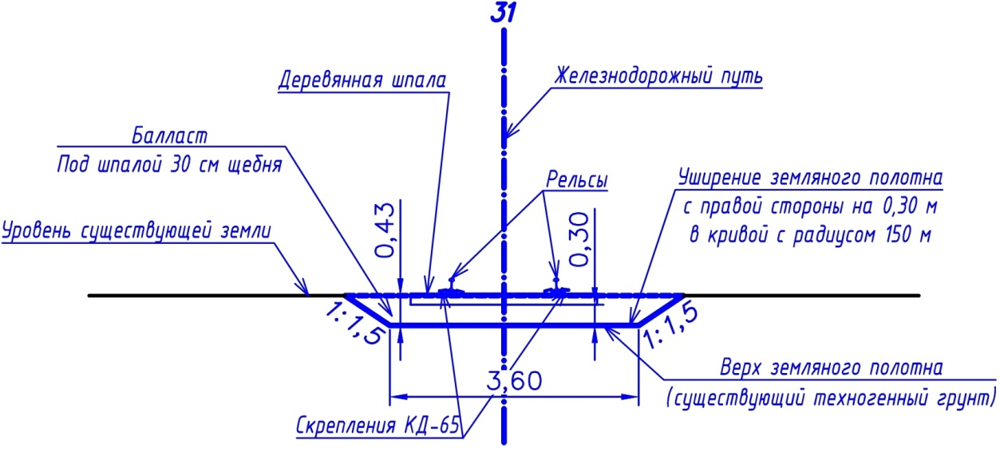 31
Деревянная шпала
Железнодорожный путь
Балласт
Под шпалой 30 см щебня
Рельсы
Уширение земляного полотна
с правой стороны на 0,30 м
в кривой с радиусом 150 м
Уровень существующей земли
0,43
0,30
1:1,5
1:1,5
Верх земляного полотна
(существующий техногенный грунт)
3,60
Скрепления КД-65